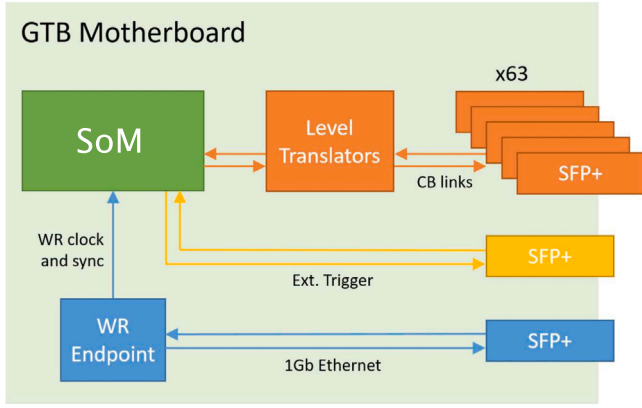 GTB Motherboard
x63
SoM
Level
Translators
SFP+
CB links
WR clock
and sync
SFP+
Ext. Trigger
WR
Endpoint
SFP+
1Gb Ethernet